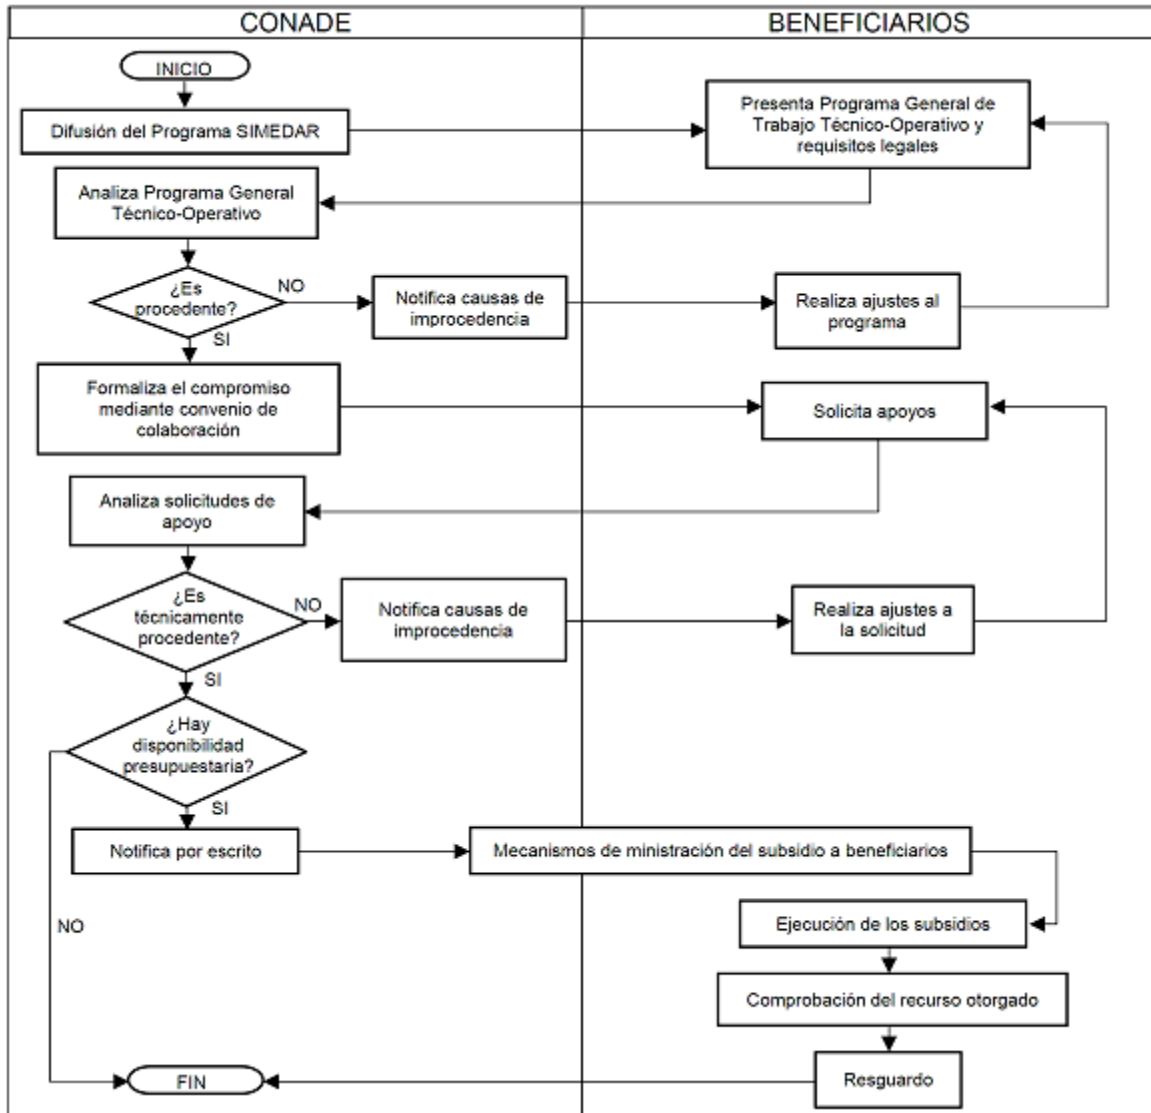 CONADE
BENEFICIARIOS
INICIO
Difusión del Programa SIMEDAR
Presenta Programa General de
Trabajo Técnico-Operativo y
requisitos legales
Analiza Programa General
Técnico-Operativo
¿Es
procedente?
NO
Notifica causas de
improcedencia
Realiza ajustes al
programa
SI
Formaliza el compromiso
mediante convenio de
colaboración
Solicita apoyos
Analiza solicitudes de
apoyo
¿Es
técnicamente
procedente?
NO
Notifica causas de
improcedencia
Realiza ajustes a
la solicitud
SI
¿Hay
disponibilidad
presupuestaria?
SI
Notifica por escrito
Mecanismos de ministración del subsidio a beneficiarios
NO
Ejecución de los subsidios
Comprobación del recurso otorgado
Resguardo
FIN